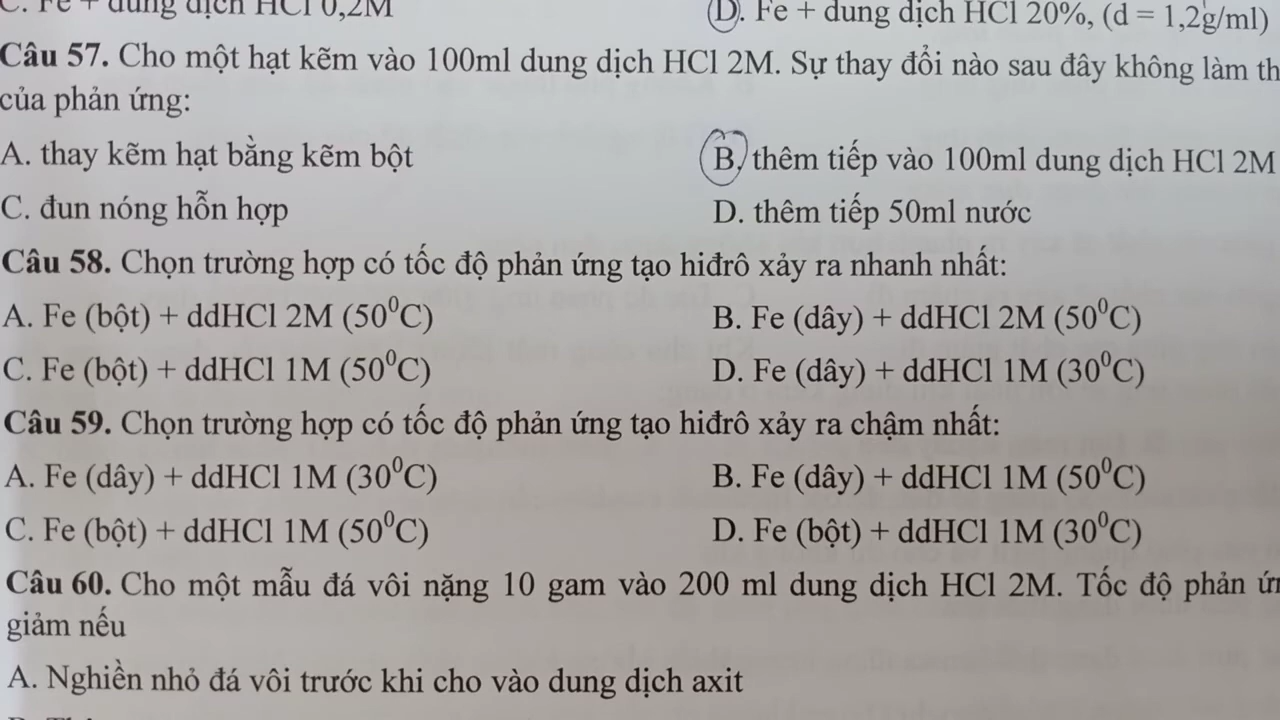 C. Fe + dung dịch HCl 0,2M
D. Fe + dung dịch HCl 20%, (d = 1,2g/ml)
Câu 57. Cho một hạt kẽm vào 100ml dung dịch HCl 2M. Sự thay đổi nào sau đây không làm th
của phản ứng:
A. thay kẽm hạt bằng kẽm bột
B. thêm tiếp vào 100ml dung dịch HCl 2M
C. đun nóng hỗn hợp
D. thêm tiếp 50ml nước
Câu 58. Chọn trường hợp có tốc độ phản ứng tạo hiđrô xảy ra nhanh nhất:
A. Fe (bột) + ddHCl 2M (50⁰C)
B. Fe (dây) + ddHCl 2M (50⁰C)
C. Fe (bột) + ddHCl 1M (50⁰C)
D. Fe (dây) + ddHCl 1M (30⁰C)
Câu 59. Chọn trường hợp có tốc độ phản ứng tạo hiđrô xảy ra chậm nhất:
A. Fe (dây) + ddHCl 1M (30⁰C)
B. Fe (dây) + ddHCl 1M (50⁰C)
C. Fe (bột) + ddHCl 1M (50⁰C)
D. Fe (bột) + ddHCl 1M (30⁰C)
Câu 60. Cho một mẫu đá vôi nặng 10 gam vào 200 ml dung dịch HCl 2M. Tốc độ phản ứn
giảm nếu
A. Nghiền nhỏ đá vôi trước khi cho vào dung dịch axit